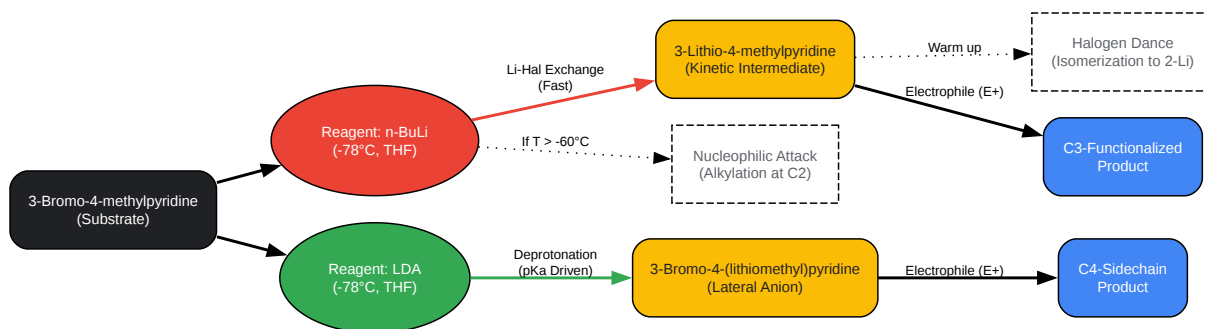 3-Bromo-4-methylpyridine
(Substrate)
Reagent: n-BuLi
(-78°C, THF)
Reagent: LDA
(-78°C, THF)
Li-Hal Exchange
(Fast)
If T > -60°C
Deprotonation
(pKa Driven)
3-Lithio-4-methylpyridine
(Kinetic Intermediate)
Nucleophilic Attack
(Alkylation at C2)
3-Bromo-4-(lithiomethyl)pyridine
(Lateral Anion)
Warm up
Electrophile (E+)
Electrophile (E+)
Halogen Dance
(Isomerization to 2-Li)
C3-Functionalized
Product
C4-Sidechain
Product